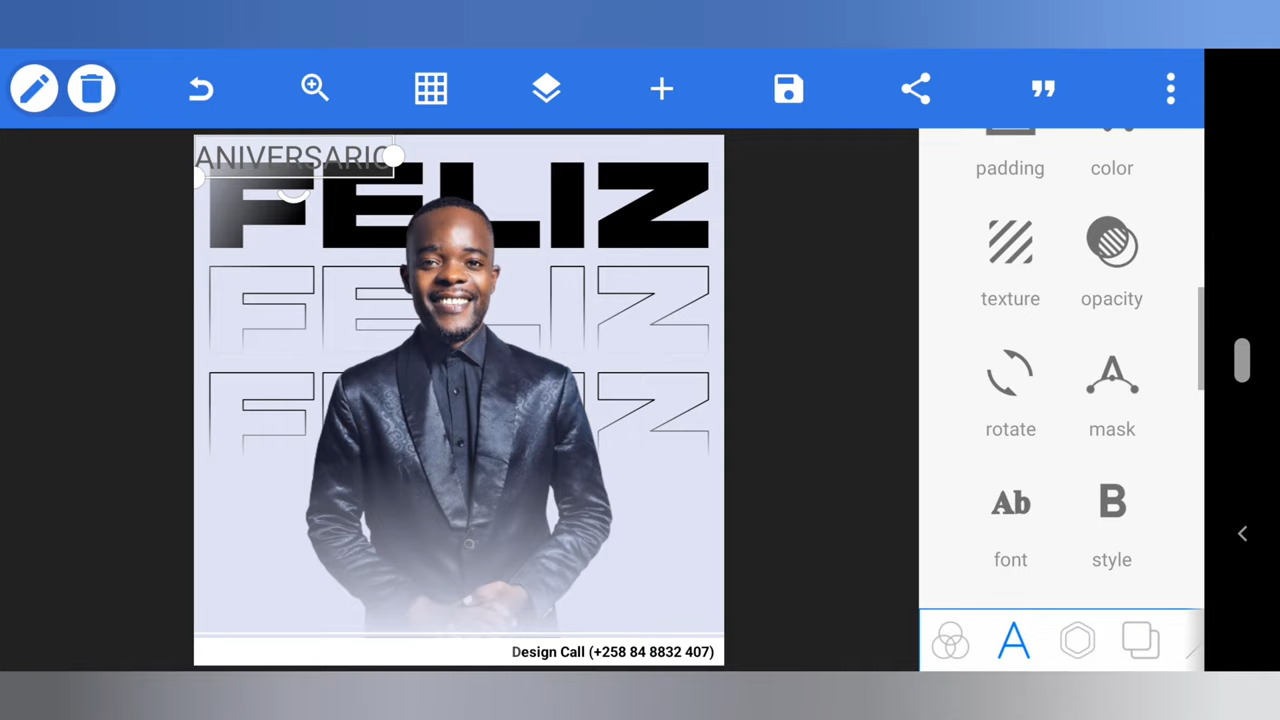 ANIVERSARIO
FELIZ
FELIZ
FELIZ
Design Call (+258 84 8832 407)
padding
color
texture
opacity
rotate
mask
Ab
B
font
style
A